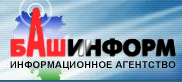 БАШИНФОРМ
ИНФОРМАЦИОННОЕ АГЕНТСТВО